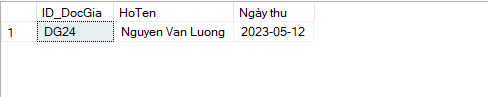 ID_DocGia HoTen Ngày thu
1 DG24 Nguyen Van Luong 2023-05-12